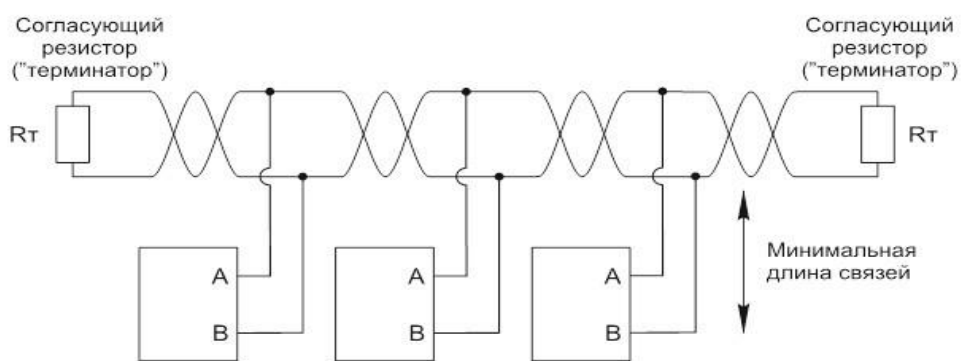 Согласующий
резистор
("терминатор")
Согласующий
резистор
("терминатор")
Rт
Rт
A
B
A
B
A
B
Минимальная
длина связей